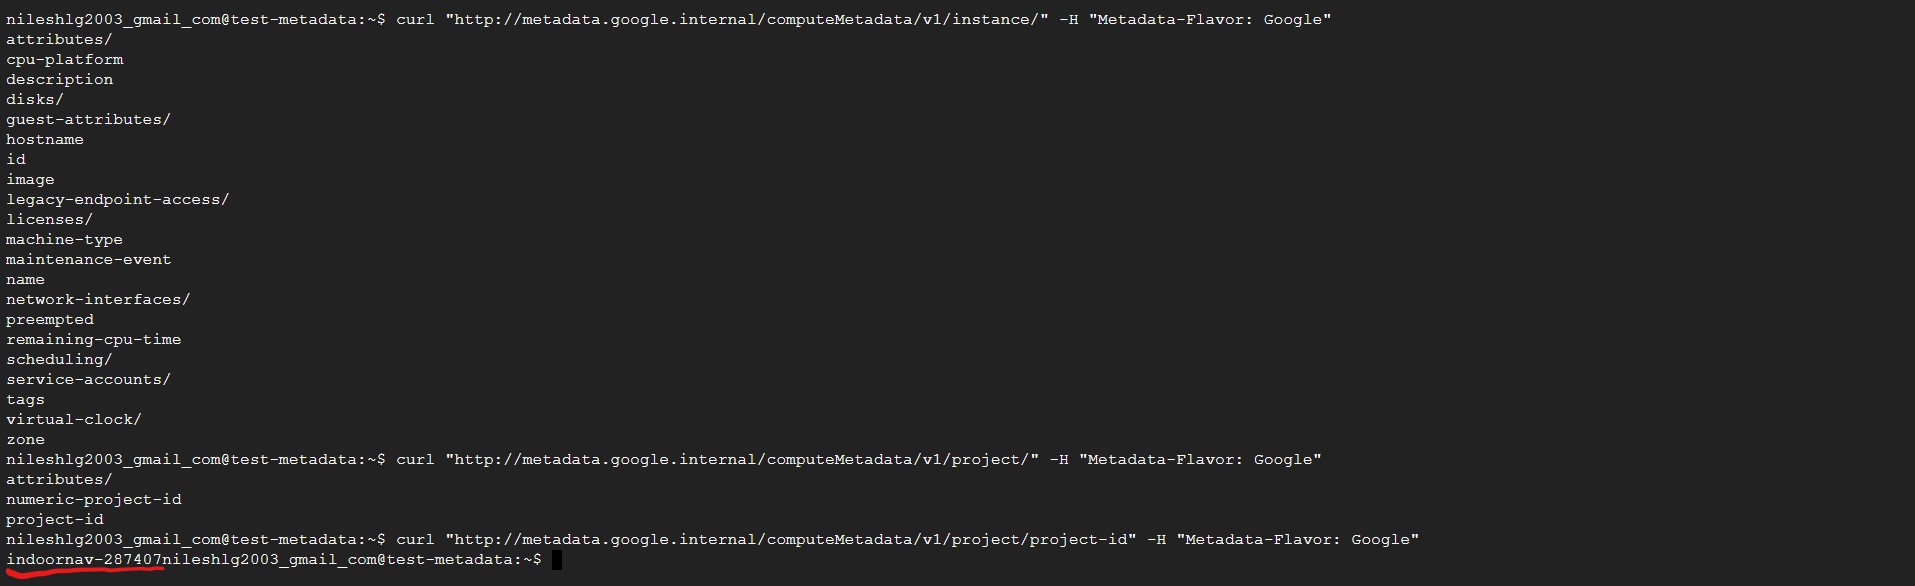 nileshlg2003_gmail_com@test-metadata:~$ curl "http://metadata.google.internal/computeMetadata/v1/instance/" -H "Metadata-Flavor: Google"
attributes/
cpu-platform
description
disks/
guest-attributes/
hostname
id
image
legacy-endpoint-access/
licenses/
machine-type
maintenance-event
name
network-interfaces/
preempted
remaining-cpu-time
scheduling/
service-accounts/
tags
virtual-clock/
zone
nileshlg2003_gmail_com@test-metadata:~$ curl "http://metadata.google.internal/computeMetadata/v1/project/" -H "Metadata-Flavor: Google"
attributes/
numeric-project-id
project-id
nileshlg2003_gmail_com@test-metadata:~$ curl "http://metadata.google.internal/computeMetadata/v1/project/project-id" -H "Metadata-Flavor: Google"
indoornav-287407nileshlg2003_gmail_com@test-metadata:~$